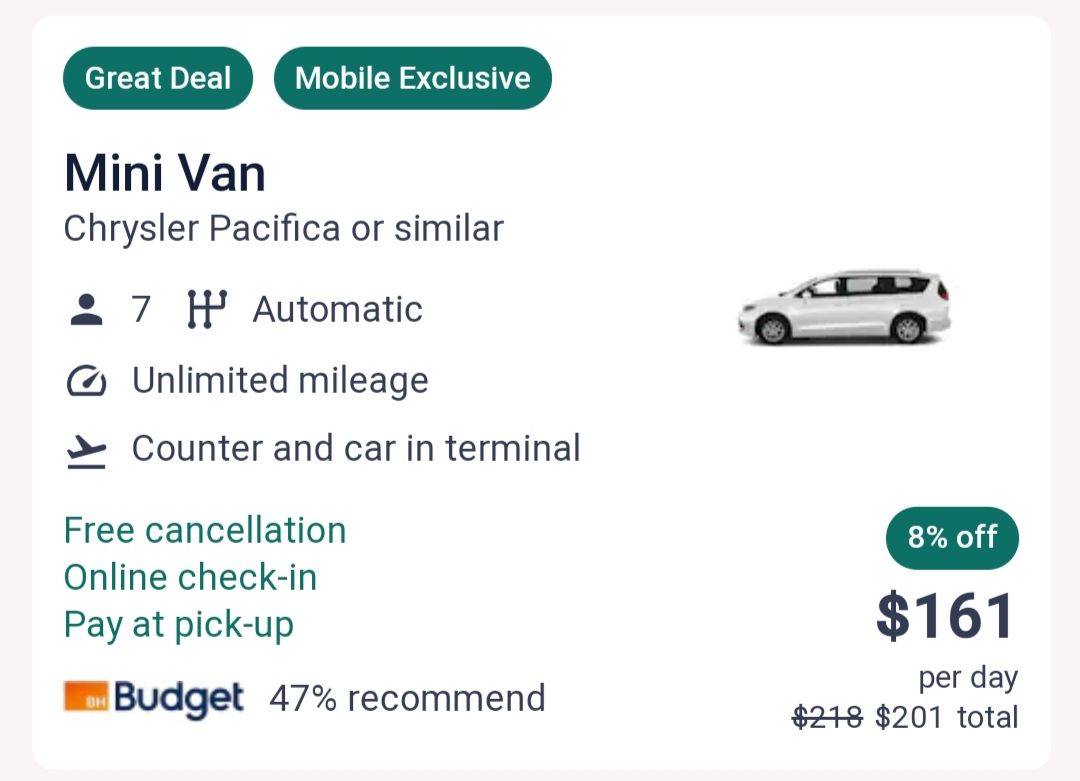 Great Deal
Mobile Exclusive
Mini Van
Chrysler Pacifica or similar
7 Automatic
Unlimited mileage
Counter and car in terminal
Free cancellation
Online check-in
Pay at pick-up
8% off
$161
per day
$218 $201 total
Budget 47% recommend